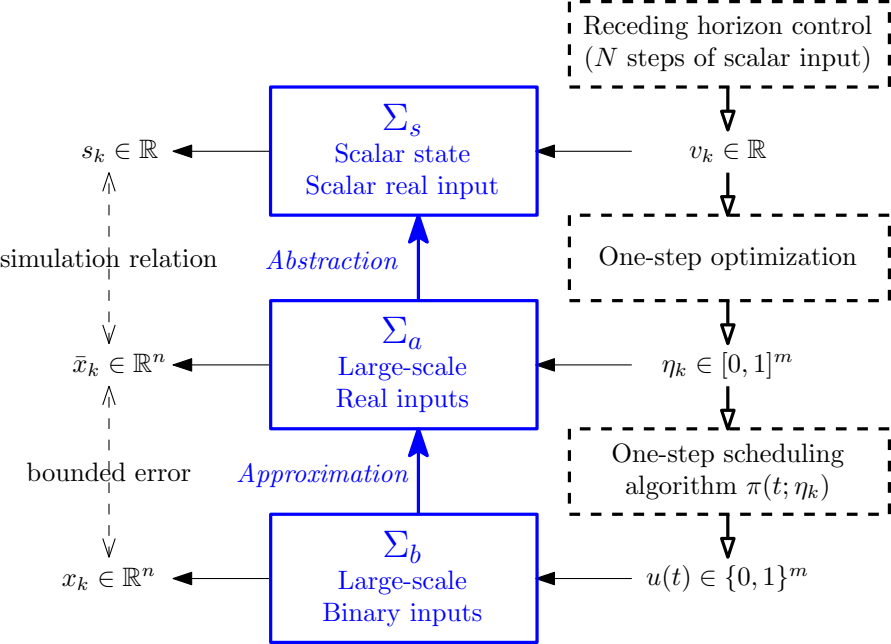 Receding horizon control
(N steps of scalar input)
Σ_s
Scalar state
Scalar real input
s_k ∈ ℝ
v_k ∈ ℝ
simulation relation
Abstraction
One-step optimization
Σ_a
Large-scale
Real inputs
x̄_k ∈ ℝ^n
η_k ∈ [0, 1]^m
bounded error
Approximation
One-step scheduling
algorithm π(t; η_k)
Σ_b
Large-scale
Binary inputs
x_k ∈ ℝ^n
u(t) ∈ {0, 1}^m